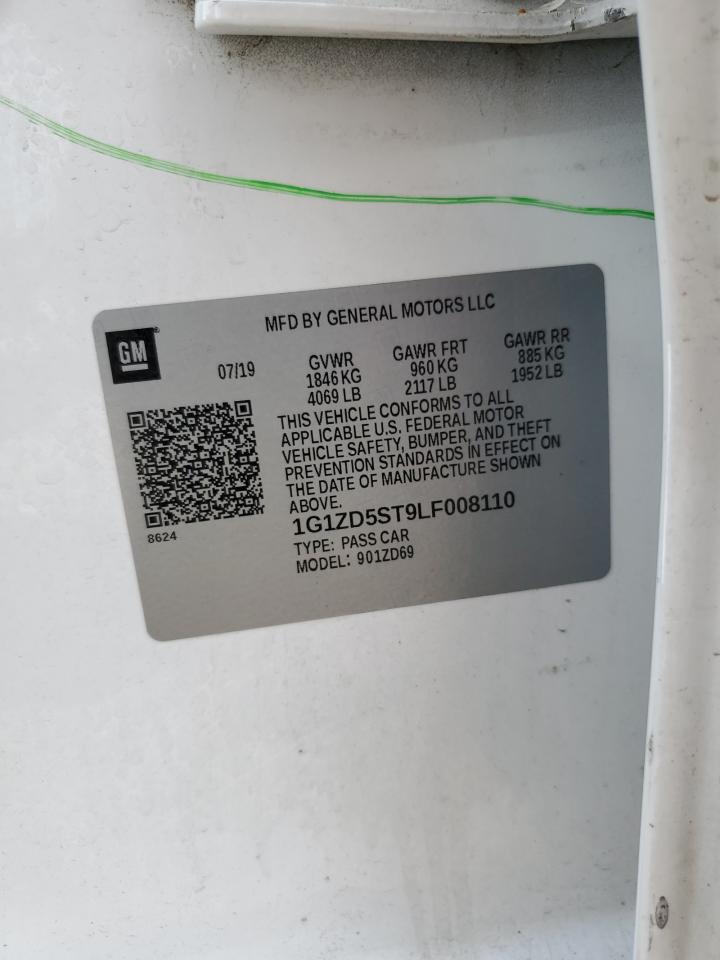 MFD BY GENERAL MOTORS LLC
GM®
07/19
GVWR
1846 KG
4069 LB
GAWR FRT
960 KG
2117 LB
GAWR RR
885 KG
1952 LB
THIS VEHICLE CONFORMS TO ALL
APPLICABLE U.S. FEDERAL MOTOR
VEHICLE SAFETY, BUMPER, AND THEFT
PREVENTION STANDARDS IN EFFECT ON
THE DATE OF MANUFACTURE SHOWN
ABOVE.
8624
1G1ZD5ST9LF008110
TYPE: PASS CAR
MODEL: 901ZD69